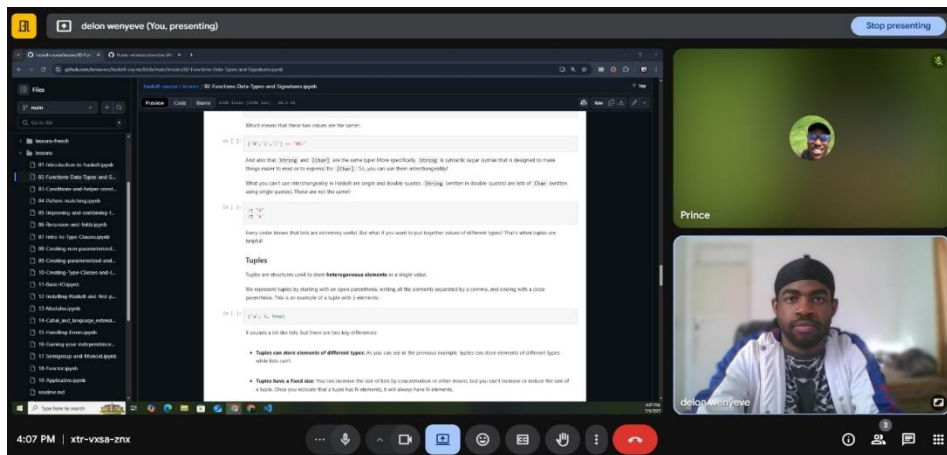 delon wenyeve (You, presenting)
Stop presenting
Files
main
Go to file
haskell-course / lessons / 02-Functions-Data-Types-and-Signatures.ipynb
Top
Preview
Code
Blame
Raw
lessons-french
lessons
01-Introduction-to-haskell.ipynb
02-Functions-Data-Types-and-S...
03-Conditions-and-helper-const...
04-Pattern-matching.ipynb
05-Improving-and-combining-f...
06-Recursion-and-folds.ipynb
07-Intro-to-Type-Classes.ipynb
08-Creating-non-parameterized...
09-Creating-parameterized-and...
10-Creating-Type-Classes-and-I...
11-Basic-IO.ipynb
12-Installing-Haskell-and-first-p...
13-Modules.ipynb
14-Cabal_and_language_extensi...
15-Handling-Errors.ipynb
16-Gaining-your-independence...
17-Semigroup-and-Monoid.ipynb
18-Functor.ipynb
19-Applicative.ipynb
readme.md
Which means that these two values are the same!
And also that String and [Char] are the same type! More specifically, String is syntactic sugar (syntax that is designed to make
things easier to read or to express) for [Char]! So, you can use them interchangeably!
What you can't use interchangeably in Haskell are single and double quotes. String (written in double-quotes) are lists of Char (written
using single quotes). These are not the same!
In [ ]:
:t "a"
:t 'a'
Every coder knows that lists are extremely useful. But what if you want to put together values of different types? That's when tuples are
helpful!
Tuples
Tuples are structures used to store heterogeneous elements as a single value.
We represent tuples by starting with an open parenthesis, writing all the elements separated by a comma, and ending with a close
parenthesis. This is an example of a tuple with 3 elements:
In [ ]:
('a', 3, True)
It sounds a lot like lists, but there are two key differences:
Tuples can store elements of different types: As you can see in the previous example, tuples can store elements of different types,
while lists can't.
Tuples have a fixed size: You can increase the size of lists by concatenation or other means, but you can't increase or reduce the size of
a tuple. Once you indicate that a tuple has N elements, it will always have N elements.
Type here to search
4:07 PM
Prince
delon wenyeve
4:07 PM | xtr-vxsa-znx
3